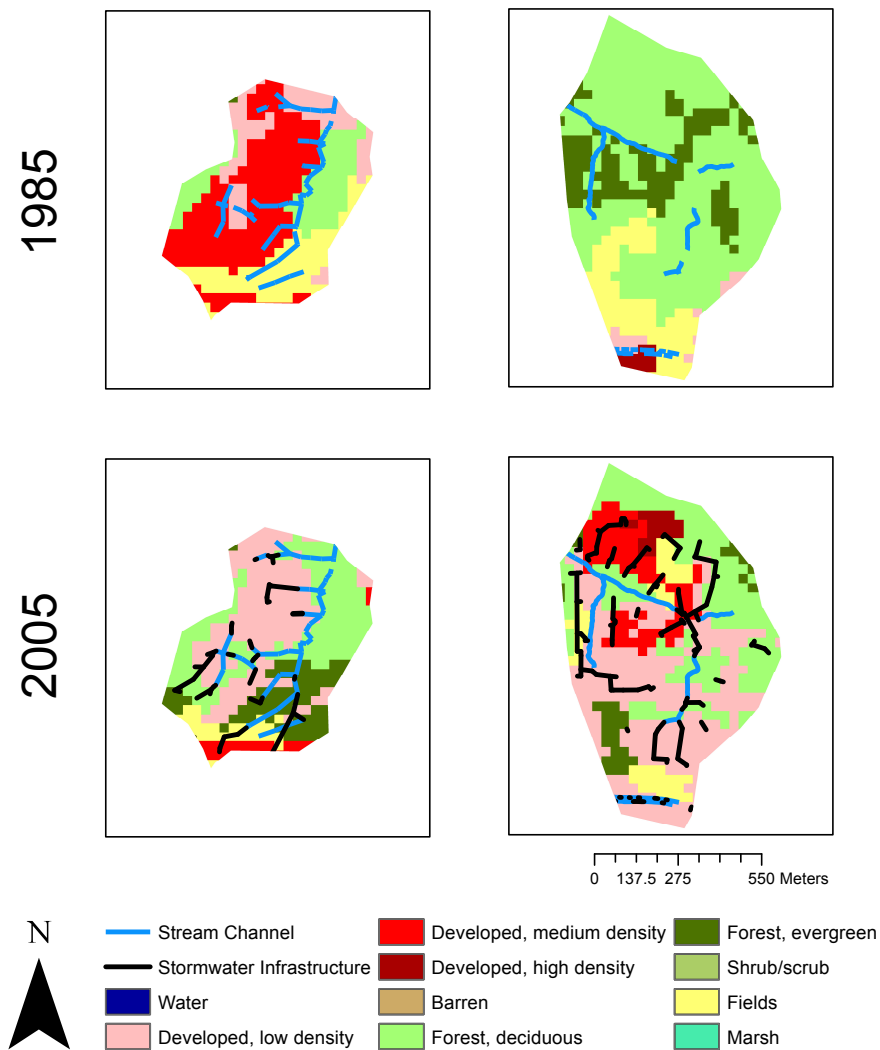 1985
2005
0 137.5 275 550 Meters
N
Stream Channel
Stormwater Infrastructure
Water
Developed, low density
Developed, medium density
Developed, high density
Barren
Forest, deciduous
Forest, evergreen
Shrub/scrub
Fields
Marsh